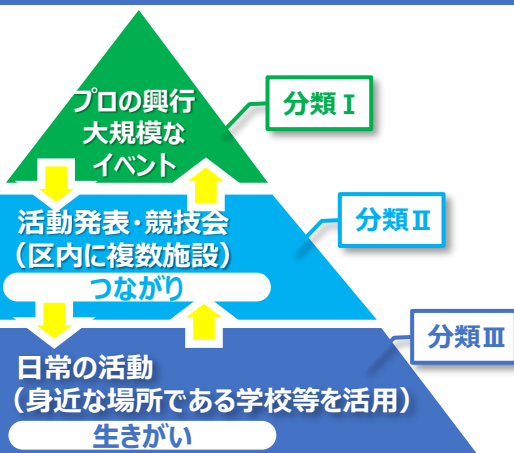 プロの興行
大規模な
イベント
分類Ⅰ
活動発表・競技会
（区内に複数施設）
つながり
分類Ⅱ
日常の活動
（身近な場所である学校等を活用）
生きがい
分類Ⅲ